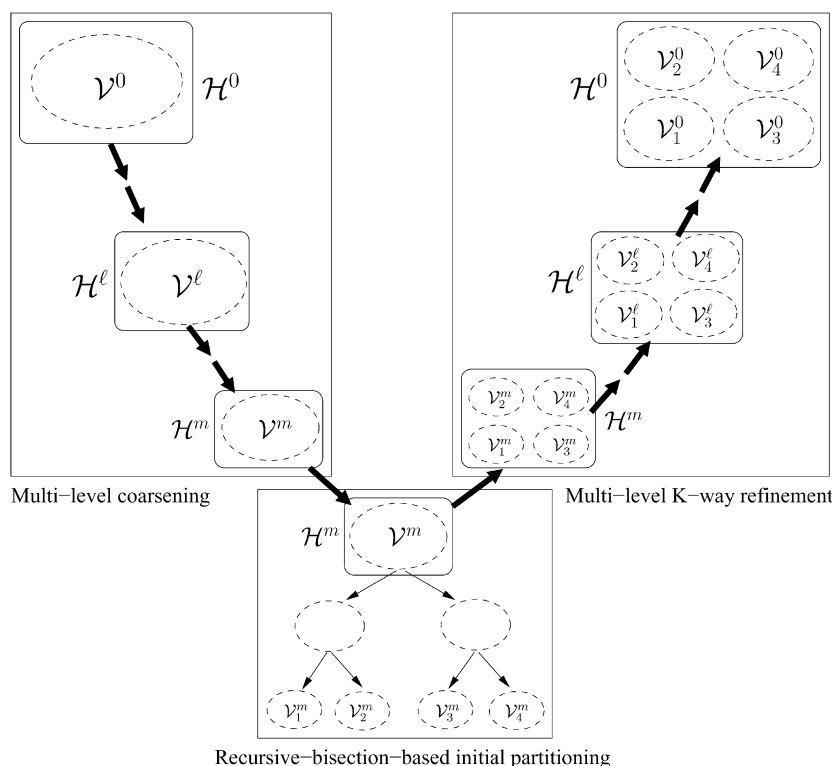 𝒱⁰ ℋ⁰
ℋ^ℓ 𝒱^ℓ
ℋ^m 𝒱^m
Multi−level coarsening
ℋ⁰ 𝒱₂⁰ 𝒱₄⁰
𝒱₁⁰ 𝒱₃⁰
ℋ^ℓ 𝒱₂^ℓ 𝒱₄^ℓ
𝒱₁^ℓ 𝒱₃^ℓ
𝒱₂^m 𝒱₄^m
ℋ^m
𝒱₁^m 𝒱₃^m
Multi−level K−way refinement
ℋ^m 𝒱^m
𝒱₁^m 𝒱₂^m 𝒱₃^m 𝒱₄^m
Recursive−bisection−based initial partitioning